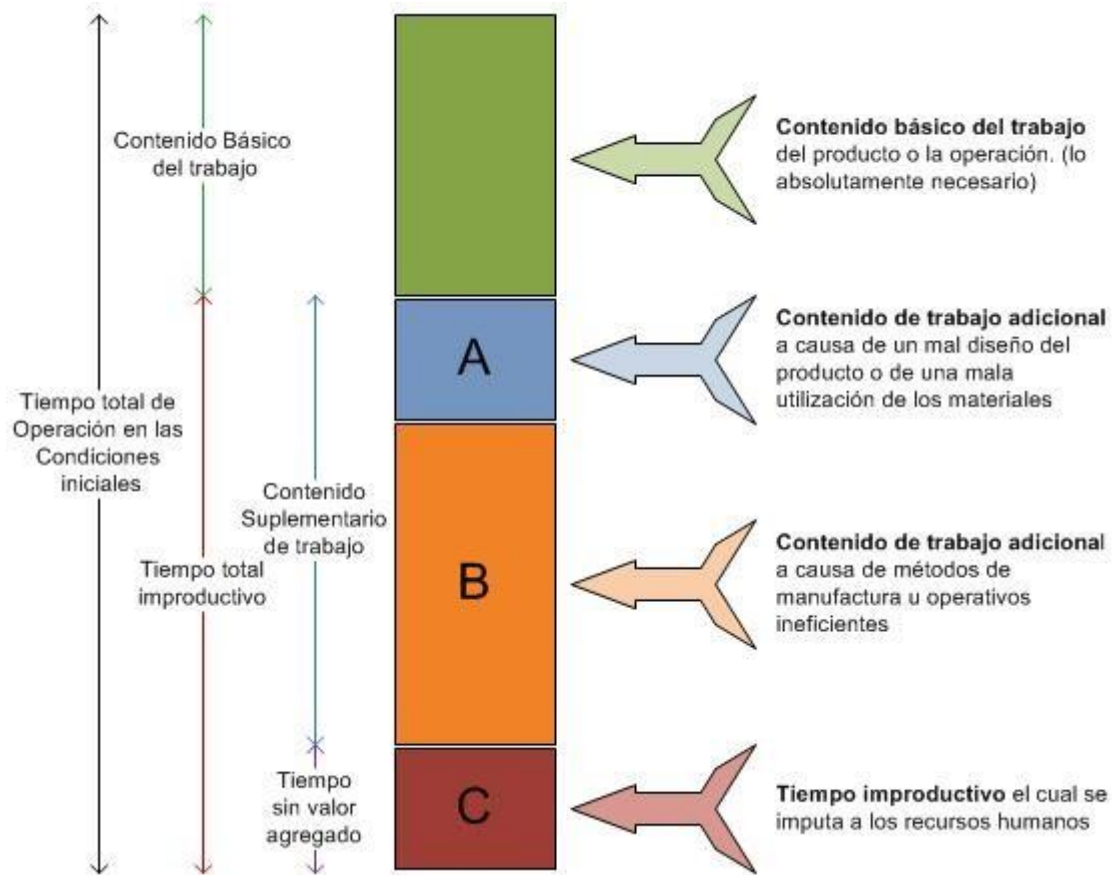 Contenido Básico
del trabajo
Tiempo total de
Operación en las
Condiciones
iniciales
Tiempo total
improductivo
Contenido
Suplementario
de trabajo
Tiempo
sin valor
agregado
A
B
C
Contenido básico del trabajo
del producto o la operación. (lo
absolutamente necesario)
Contenido de trabajo adicional
a causa de un mal diseño del
producto o de una mala
utilización de los materiales
Contenido de trabajo adicional
a causa de métodos de
manufactura u operativos
ineficientes
Tiempo improductivo el cual se
imputa a los recursos humanos